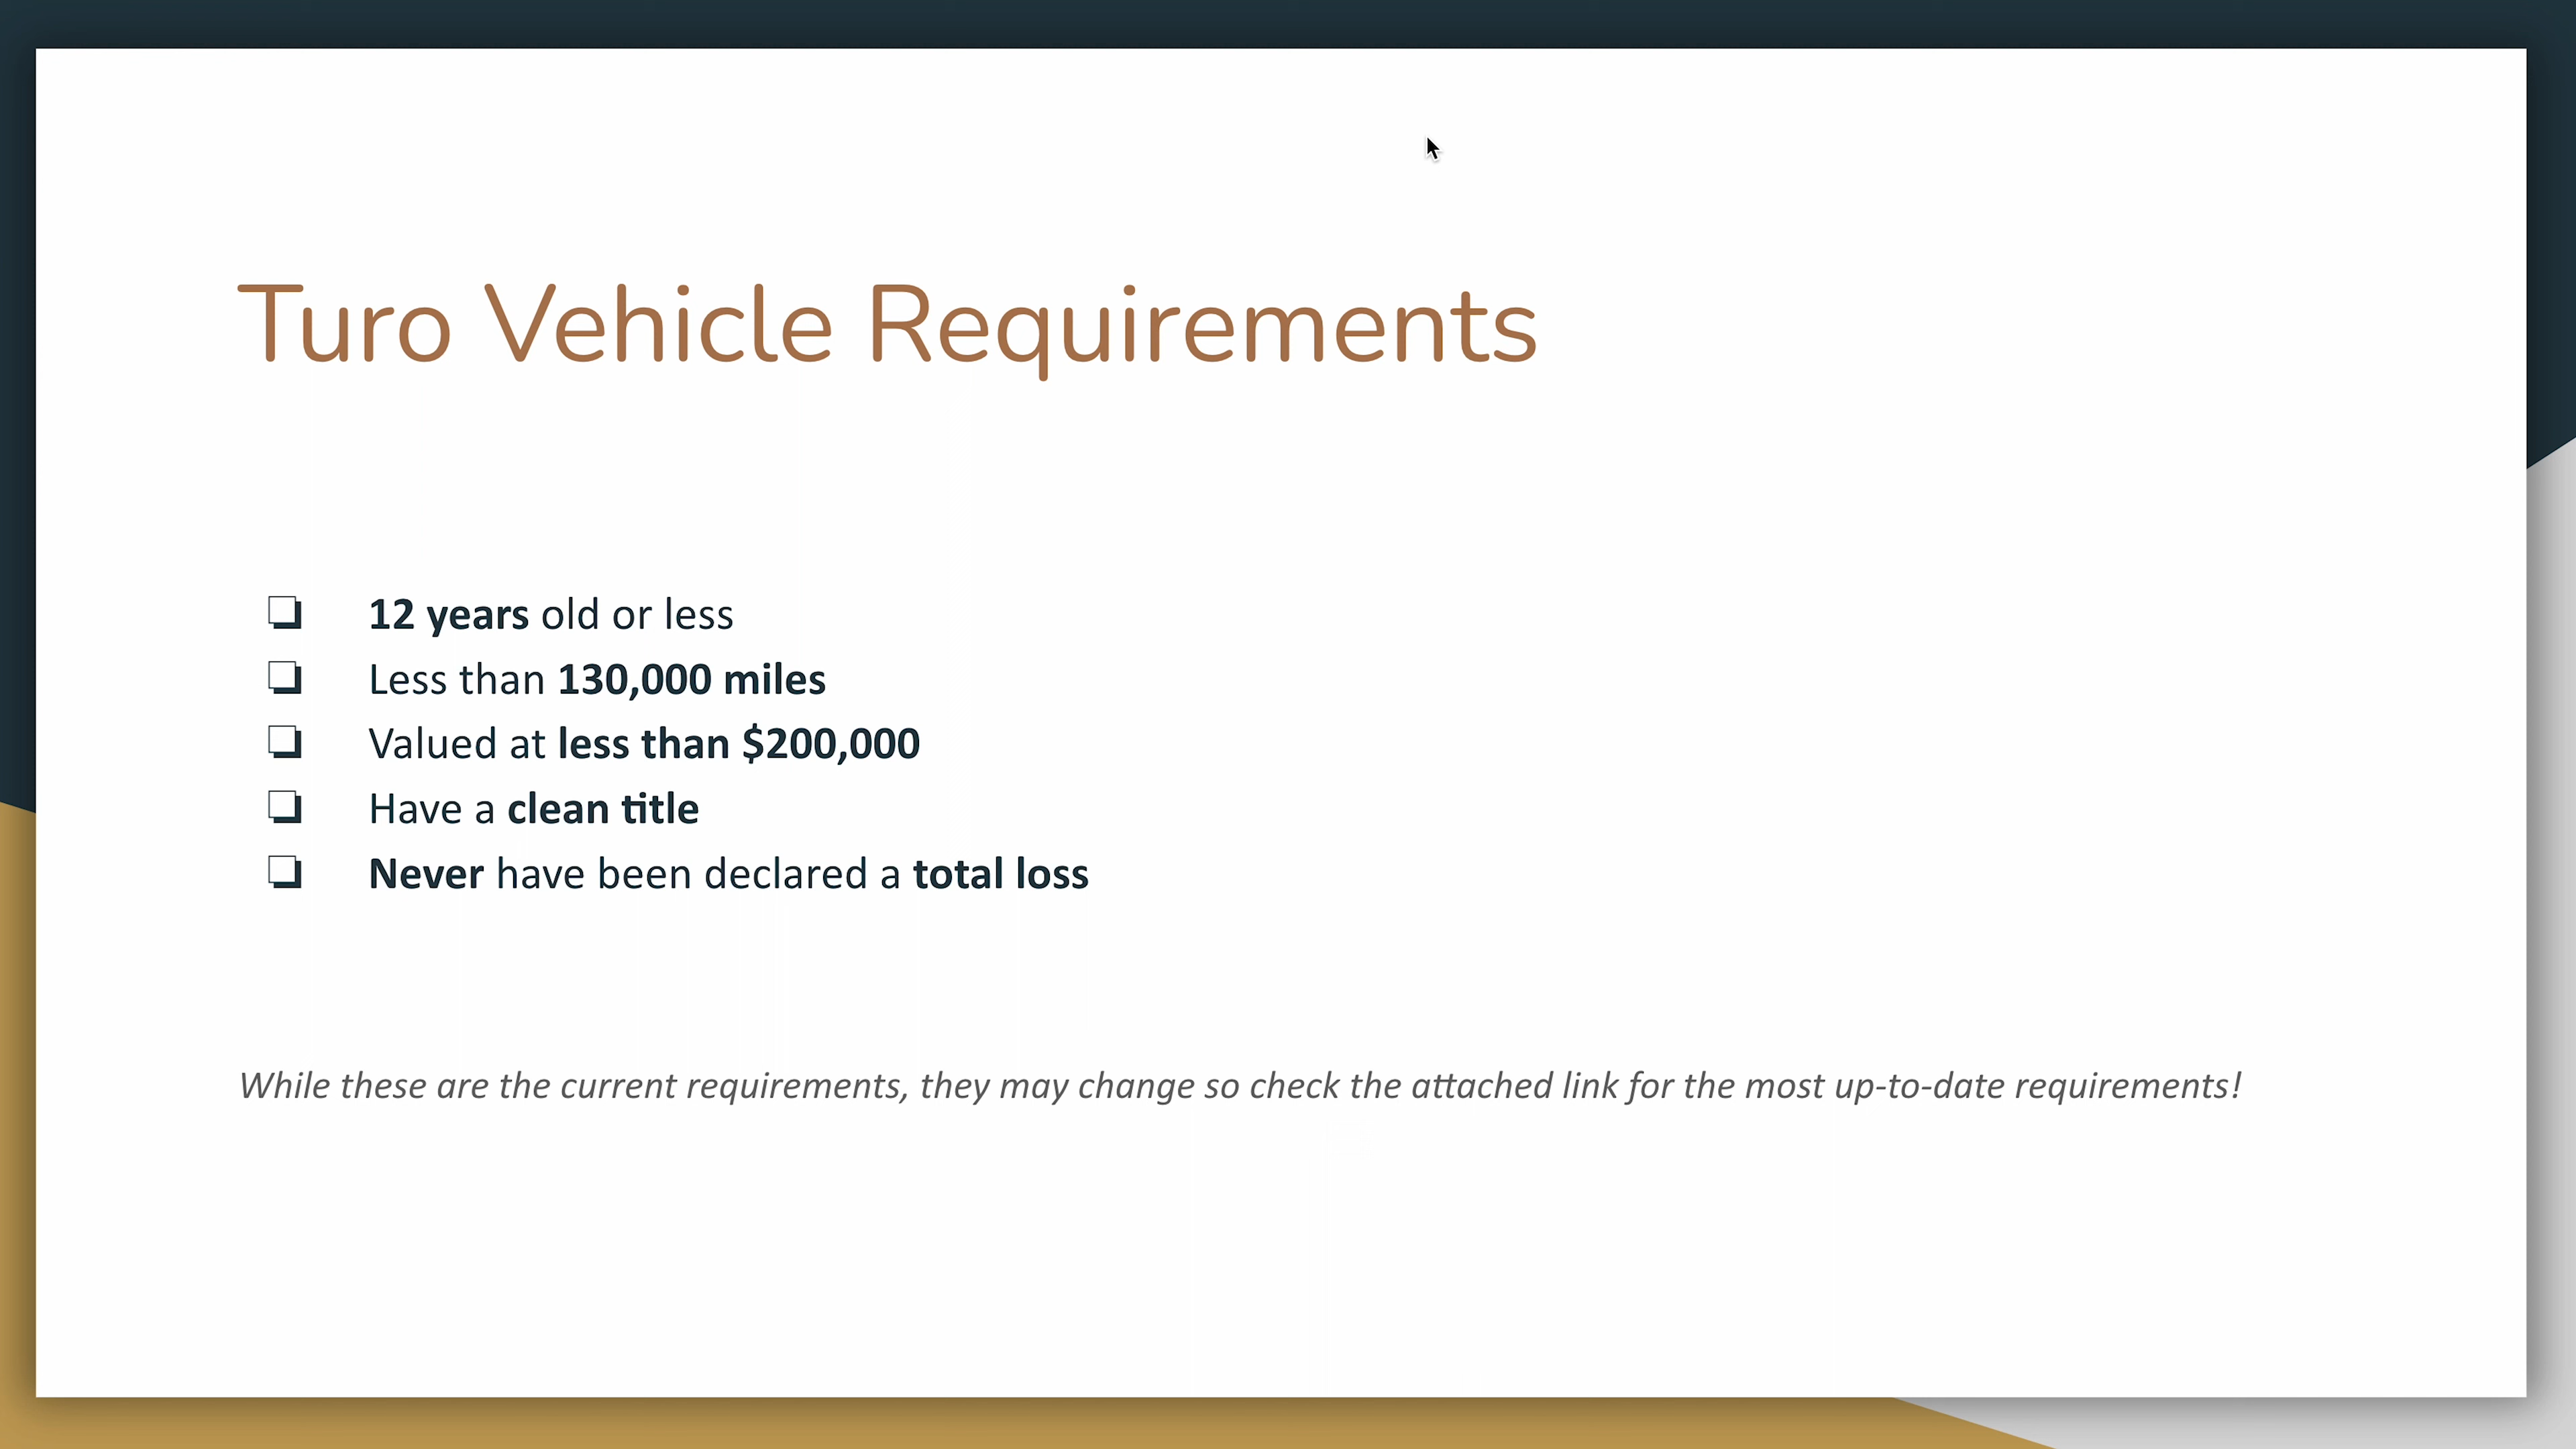 Turo Vehicle Requirements
❏ 12 years old or less
❏ Less than 130,000 miles
❏ Valued at less than $200,000
❏ Have a clean title
❏ Never have been declared a total loss
While these are the current requirements, they may change so check the attached link for the most up-to-date requirements!